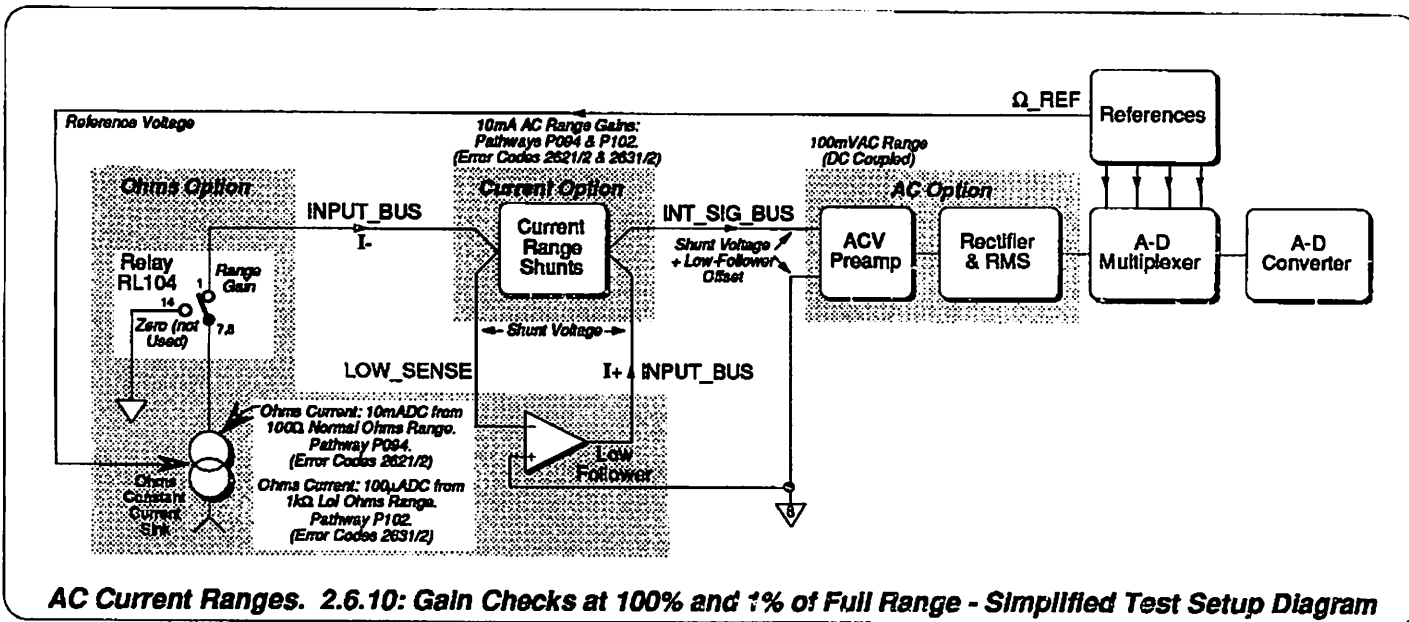 Ω_REF
References
Reference Voltage
10mA AC Range Gains:
Pathways P094 & P102.
(Error Codes 2621/2 & 2631/2)
100mVAC Range
(DC Coupled)
Ohms Option
Current Option
AC Option
INPUT_BUS
I-
Current
Range
Shunts
INT_SIG_BUS
Shunt Voltage
+ Low-Follower
Offset
ACV
Preamp
Rectifier
& RMS
A-D
Multiplexer
A-D
Converter
Relay
RL104
1
Range
Gain
14
Zero (not
Used)
7,8
Shunt Voltage
LOW_SENSE
I+
INPUT_BUS
Ohms Current: 10mADC from
100Ω Normal Ohms Range.
Pathway P094.
(Error Codes 2621/2)
-
+
Low
Follower
Ohms
Constant
Current
Sink
Ohms Current: 100µADC from
1kΩ LoI Ohms Range.
Pathway P102.
(Error Codes 2631/2)
8
AC Current Ranges. 2.6.10: Gain Checks at 100% and 1% of Full Range - Simplified Test Setup Diagram